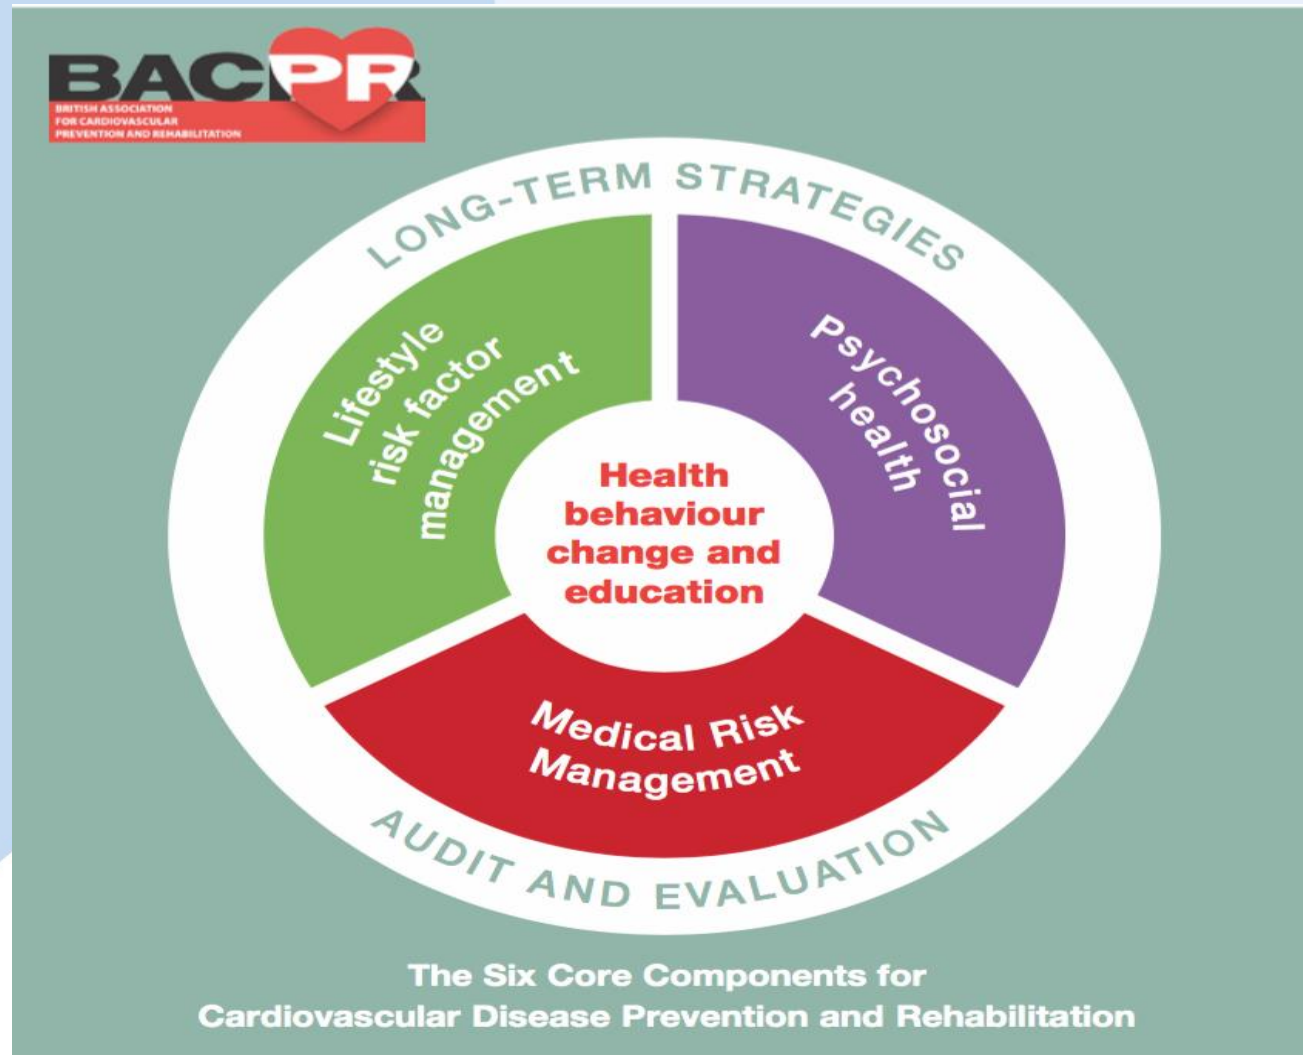 BACPR
BRITISH ASSOCIATION
FOR CARDIOVASCULAR
PREVENTION AND REHABILITATION
LONG-TERM STRATEGIES
Lifestyle
risk factor
management
Psychosocial
health
Health
behaviour
change and
education
Medical Risk
Management
AUDIT AND EVALUATION
The Six Core Components for
Cardiovascular Disease Prevention and Rehabilitation